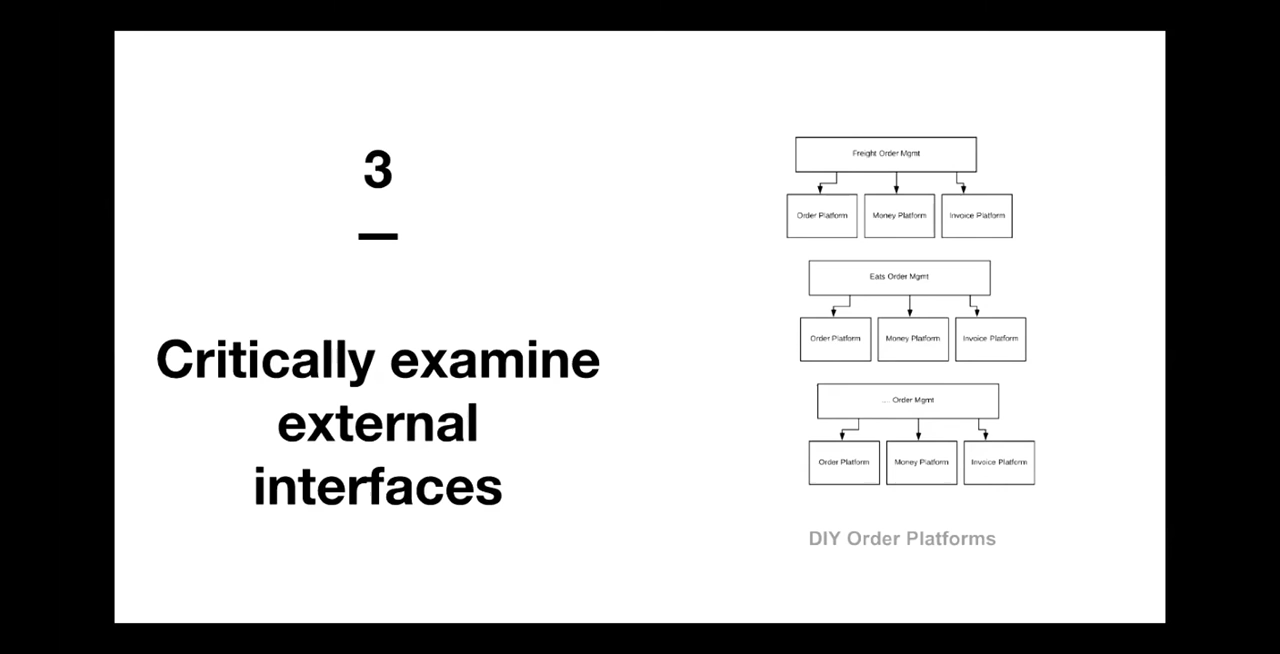 3
Critically examine
external
interfaces
Freight Order Mgmt
Order Platform
Money Platform
Invoice Platform
Eats Order Mgmt
Order Platform
Money Platform
Invoice Platform
... Order Mgmt
Order Platform
Money Platform
Invoice Platform
DIY Order Platforms